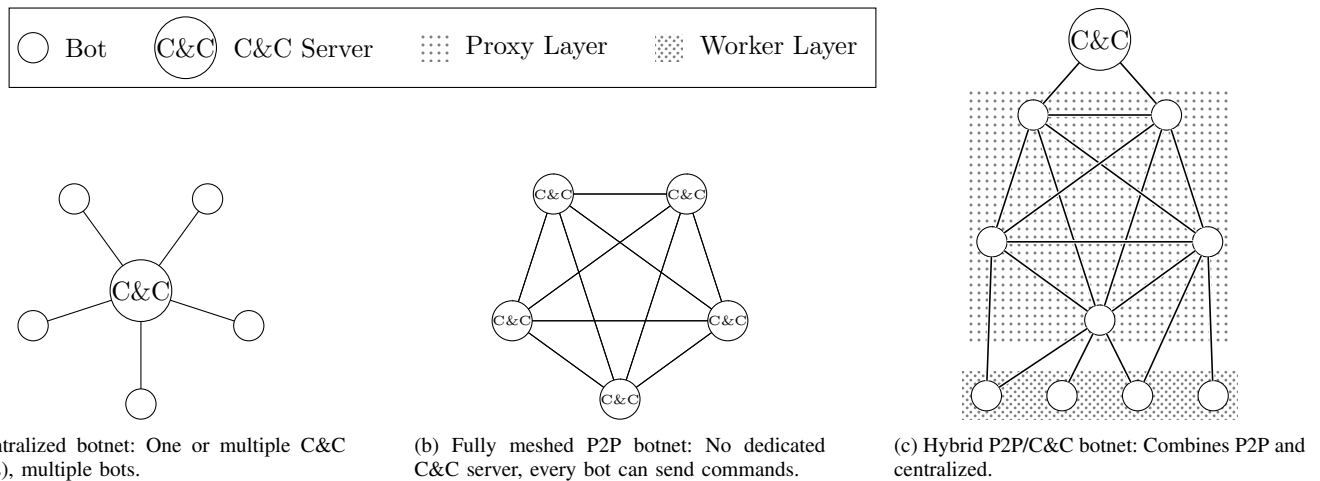 Bot C&C C&C Server Proxy Layer Worker Layer
C&C
C&C
C&C C&C
C&C C&C
C&C
ntralized botnet: One or multiple C&C
), multiple bots.
(b) Fully meshed P2P botnet: No dedicated
C&C server, every bot can send commands.
(c) Hybrid P2P/C&C botnet: Combines P2P and
centralized.